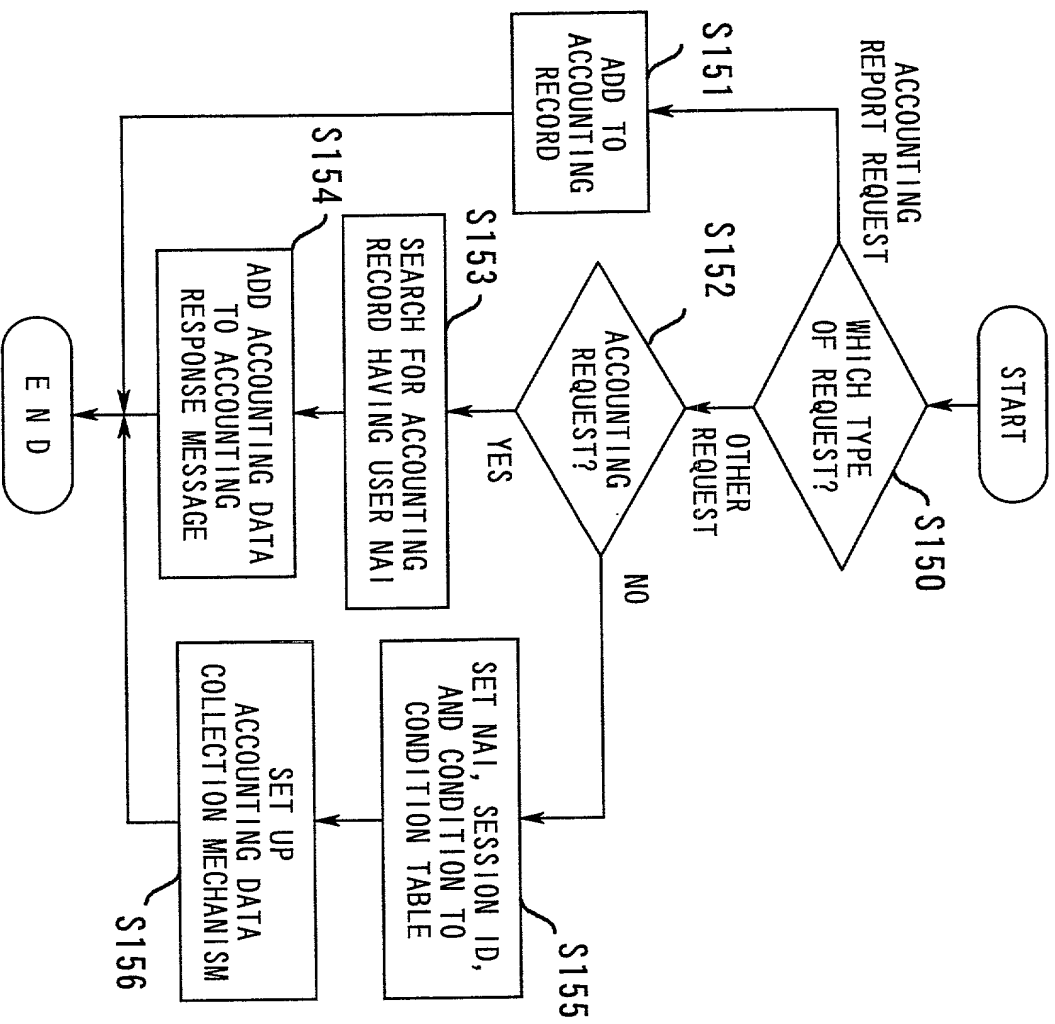 START
S150
WHICH TYPE
OF REQUEST?
ACCOUNTING
REPORT REQUEST
OTHER
REQUEST
S151
ADD TO
ACCOUNTING
RECORD
S152
ACCOUNTING
REQUEST?
YES
NO
S153
SEARCH FOR ACCOUNTING
RECORD HAVING USER NAI
S154
ADD ACCOUNTING DATA
TO ACCOUNTING
RESPONSE MESSAGE
S155
SET NAI, SESSION ID,
AND CONDITION TO
CONDITION TABLE
S156
SET UP
ACCOUNTING DATA
COLLECTION MECHANISM
END